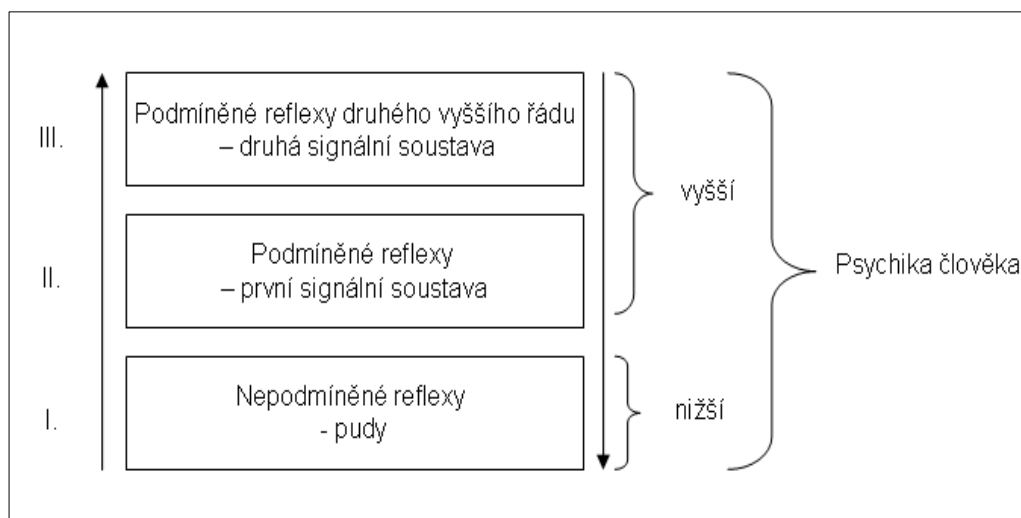 III.
Podmíněné reflexy druhého vyššího řádu
– druhá signální soustava
vyšší
II.
Podmíněné reflexy
– první signální soustava
Psychika člověka
I.
Nepodmíněné reflexy
- pudy
nižší